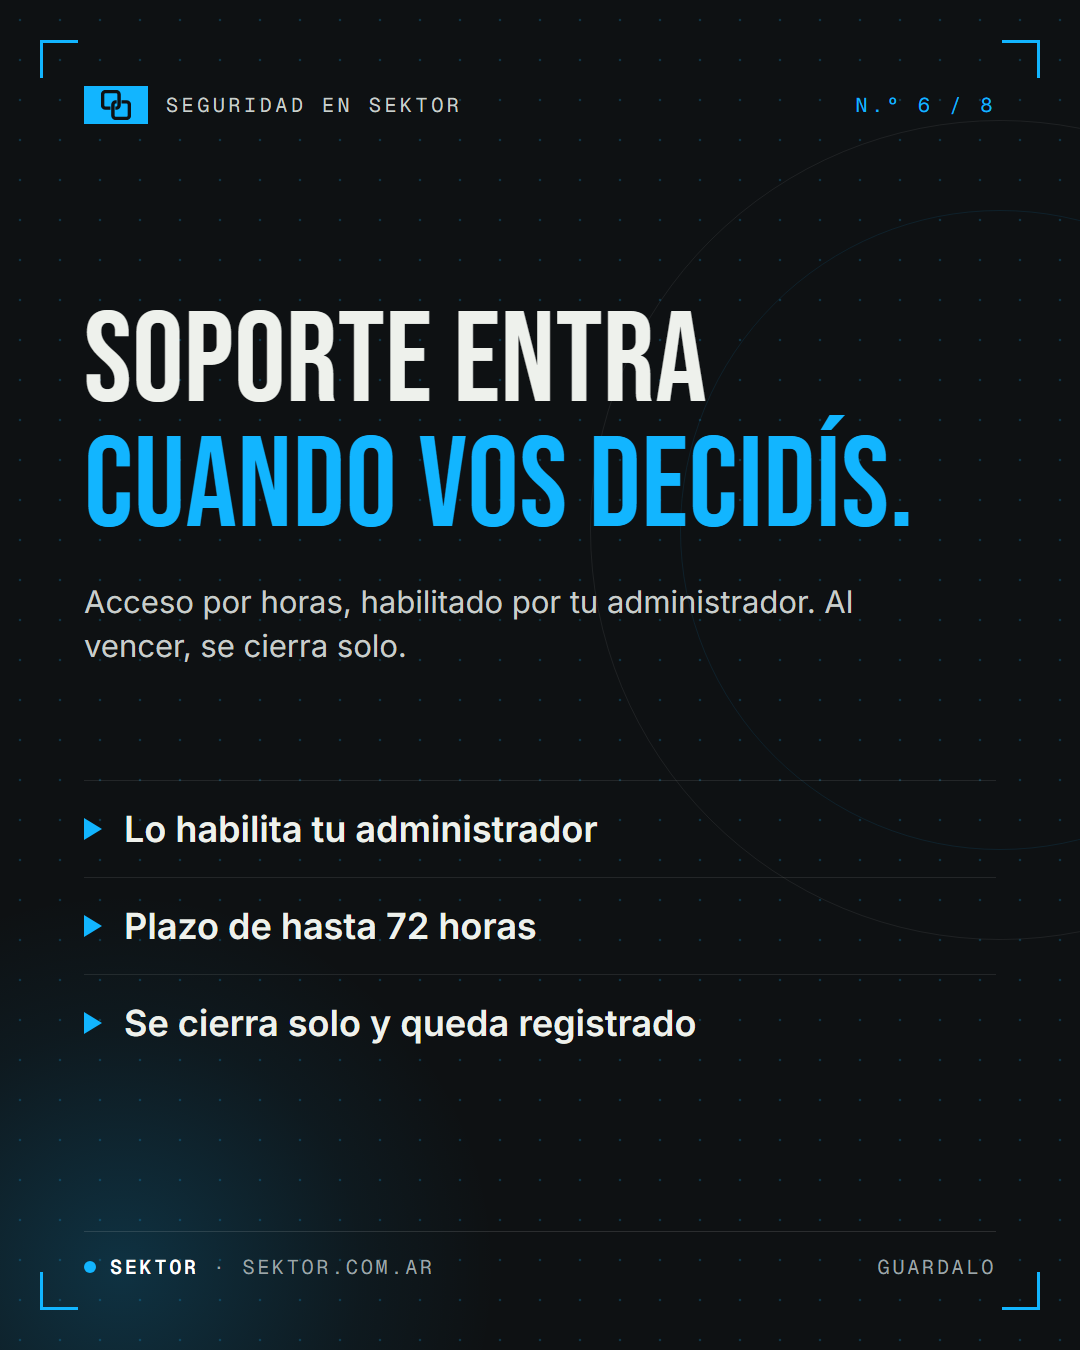 SEGURIDAD EN SEKTOR
N.º 6 / 8
SOPORTE ENTRA
CUANDO VOS DECIDÍS.
Acceso por horas, habilitado por tu administrador. Al
vencer, se cierra solo.
Lo habilita tu administrador
Plazo de hasta 72 horas
Se cierra solo y queda registrado
SEKTOR · SEKTOR.COM.AR
GUARDALO